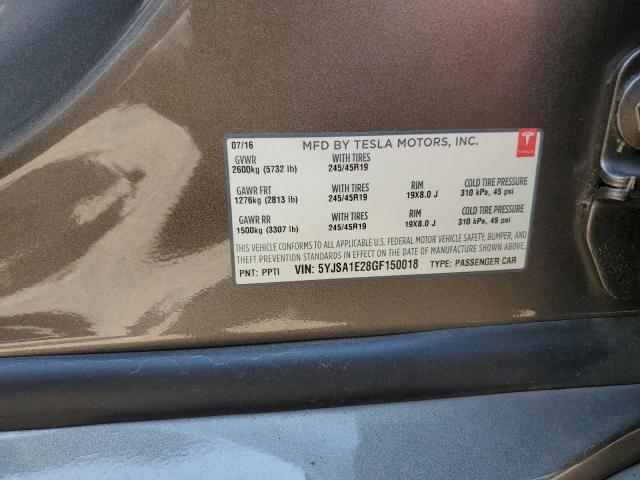 07/16 MFD BY TESLA MOTORS, INC.
TESLA
GVWR WITH TIRES
2600kg (5732 lb) 245/45R19
GAWR FRT WITH TIRES RIM COLD TIRE PRESSURE
1276kg (2813 lb) 245/45R19 19X8.0 J 310 kPa, 45 psi
GAWR RR WITH TIRES RIM COLD TIRE PRESSURE
1500kg (3307 lb) 245/45R19 19X8.0 J 310 kPa, 45 psi
THIS VEHICLE CONFORMS TO ALL APPLICABLE U.S. FEDERAL MOTOR VEHICLE SAFETY, BUMPER, AND
THEFT PREVENTION STANDARDS IN EFFECT ON THE DATE OF MANUFACTURE SHOWN ABOVE.
PNT: PPTI VIN: 5YJSA1E28GF150018 TYPE: PASSENGER CAR